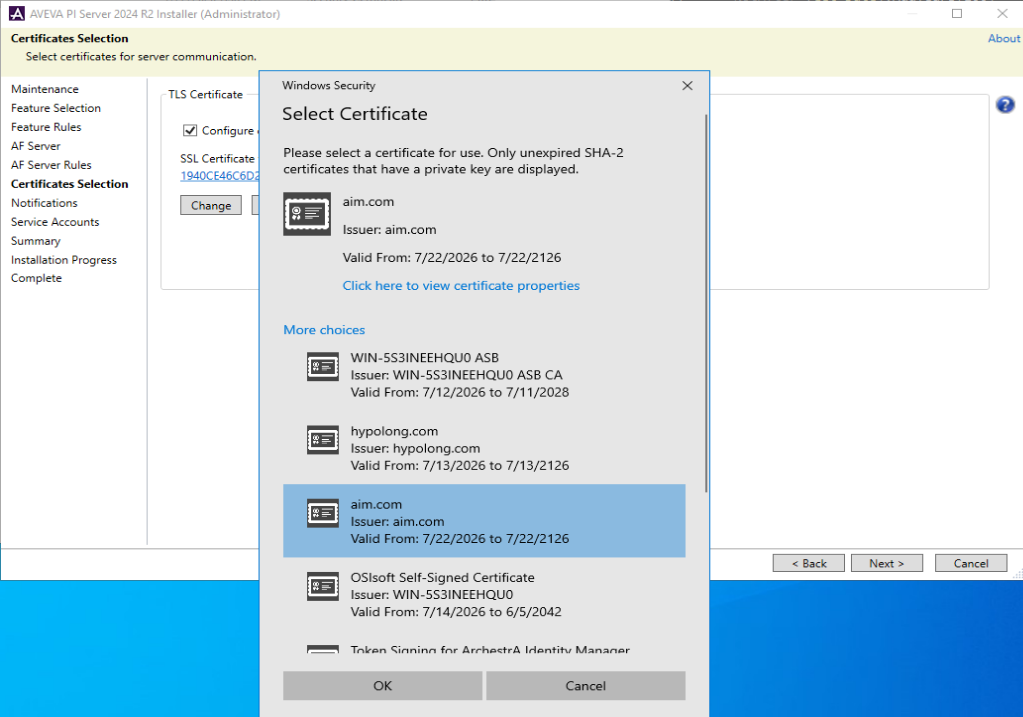 AVEVA PI Server 2024 R2 Installer (Administrator)
Certificates Selection
About
Select certificates for server communication.
Maintenance
Feature Selection
Feature Rules
AF Server
AF Server Rules
Certificates Selection
Notifications
Service Accounts
Summary
Installation Progress
Complete
TLS Certificate
Configure
SSL Certificate
1940CE46C6D2
Change
Windows Security
Select Certificate
Please select a certificate for use. Only unexpired SHA-2
certificates that have a private key are displayed.
aim.com
Issuer: aim.com
Valid From: 7/22/2026 to 7/22/2126
Click here to view certificate properties
More choices
WIN-5S3INEEHQU0 ASB
Issuer: WIN-5S3INEEHQU0 ASB CA
Valid From: 7/12/2026 to 7/11/2028
hypolong.com
Issuer: hypolong.com
Valid From: 7/13/2026 to 7/13/2126
aim.com
Issuer: aim.com
Valid From: 7/22/2026 to 7/22/2126
OSIsoft Self-Signed Certificate
Issuer: WIN-5S3INEEHQU0
Valid From: 7/14/2026 to 6/5/2042
Token Signing for ArchestrA Identity Manager
OK
Cancel
< Back
Next >
Cancel